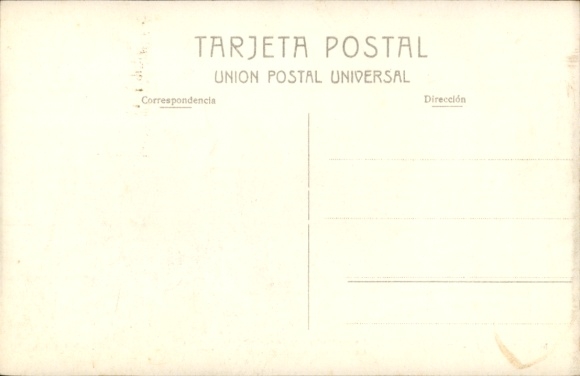 TARJETA POSTAL
UNION POSTAL UNIVERSAL
Correspondencia
Dirección